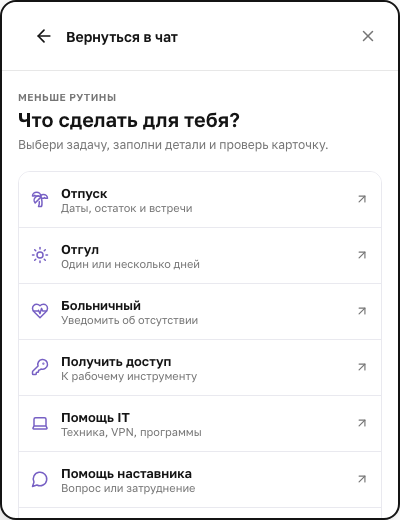 Вернуться в чат
МЕНЬШЕ РУТИНЫ
Что сделать для тебя?
Выбери задачу, заполни детали и проверь карточку.
Отпуск
Даты, остаток и встречи
Отгул
Один или несколько дней
Больничный
Уведомить об отсутствии
Получить доступ
К рабочему инструменту
Помощь IT
Техника, VPN, программы
Помощь наставника
Вопрос или затруднение